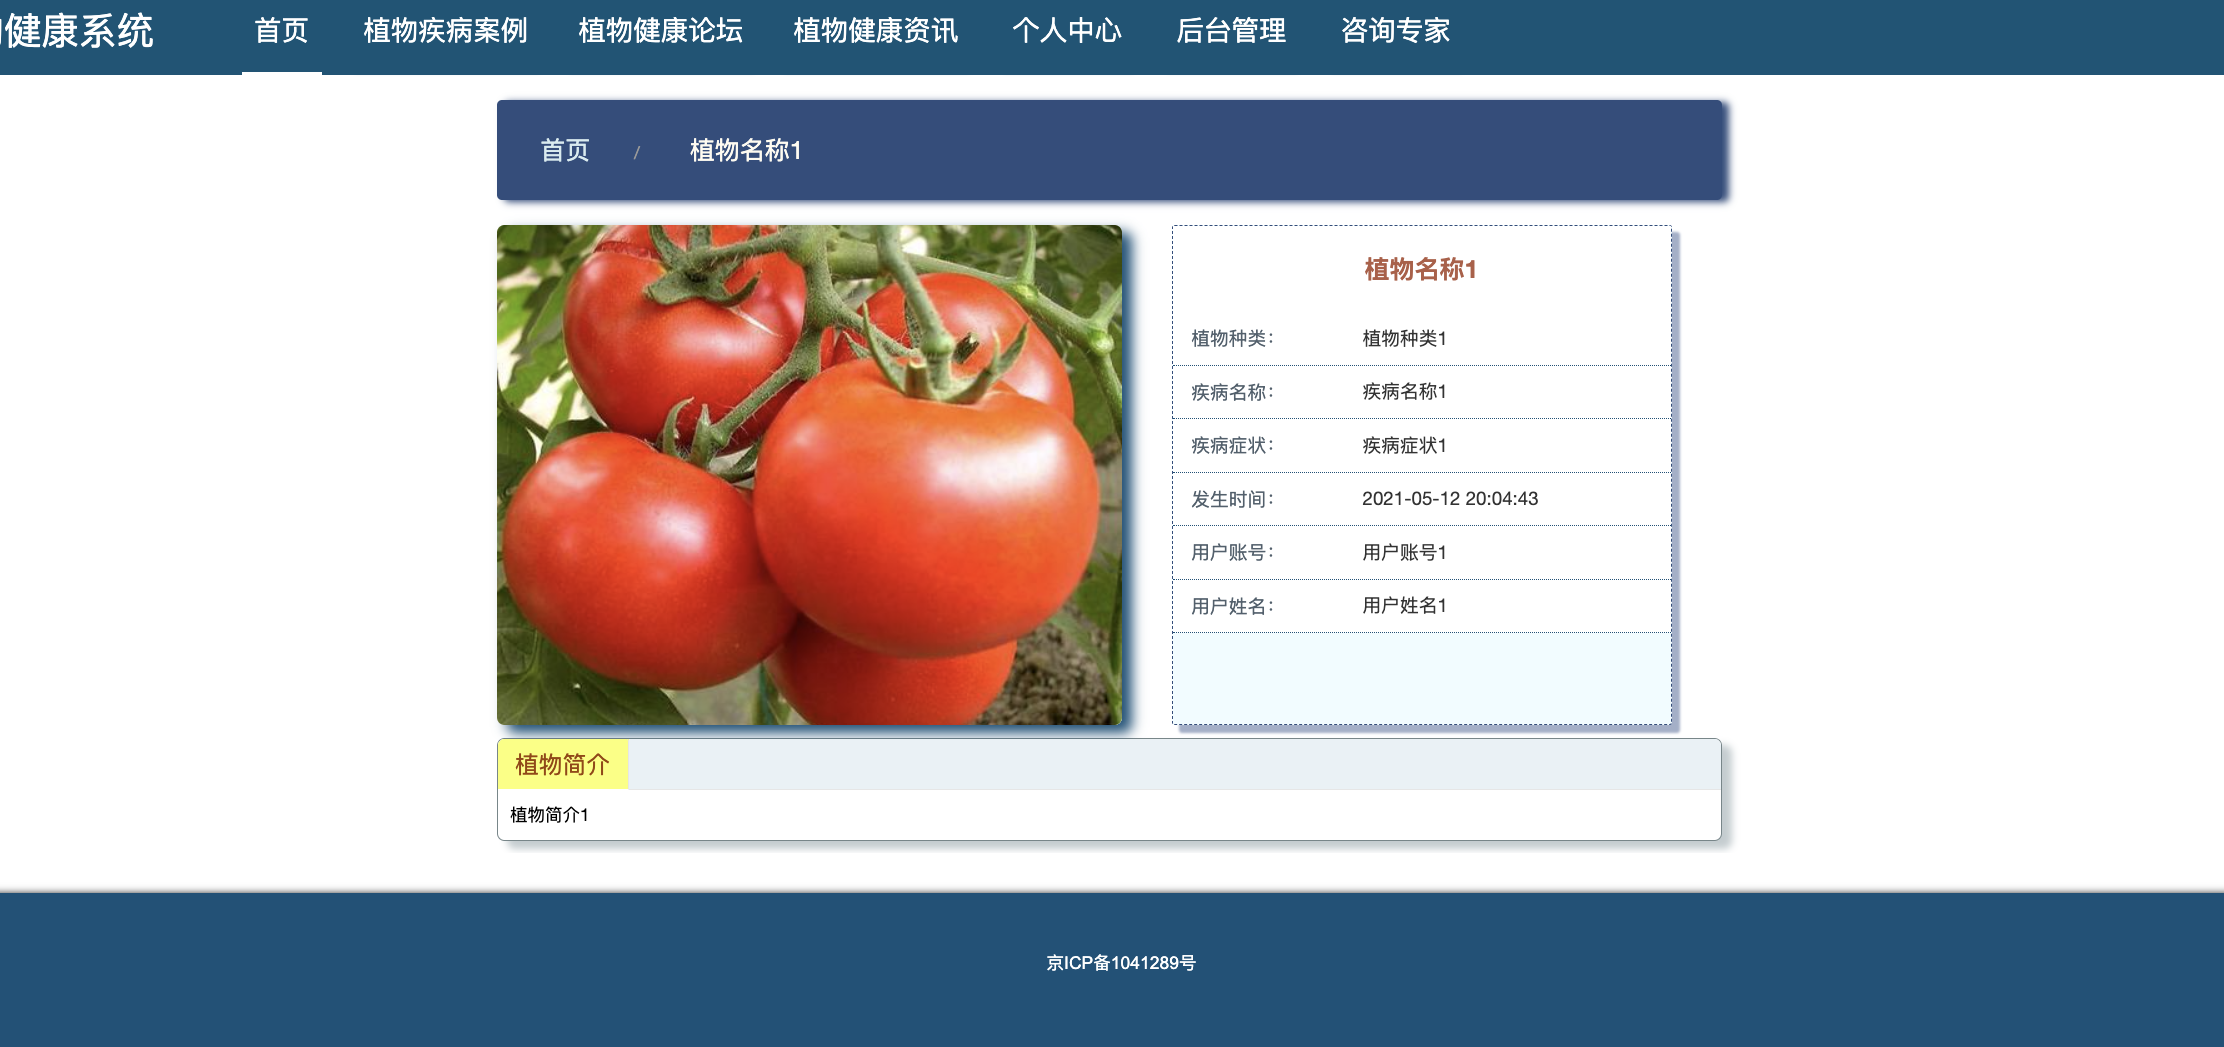 健康系统
首页 植物疾病案例 植物健康论坛 植物健康资讯 个人中心 后台管理 咨询专家
首页 / 植物名称1
植物名称1
植物种类： 植物种类1
疾病名称： 疾病名称1
疾病症状： 疾病症状1
发生时间： 2021-05-12 20:04:43
用户账号： 用户账号1
用户姓名： 用户姓名1
植物简介
植物简介1
京ICP备1041289号